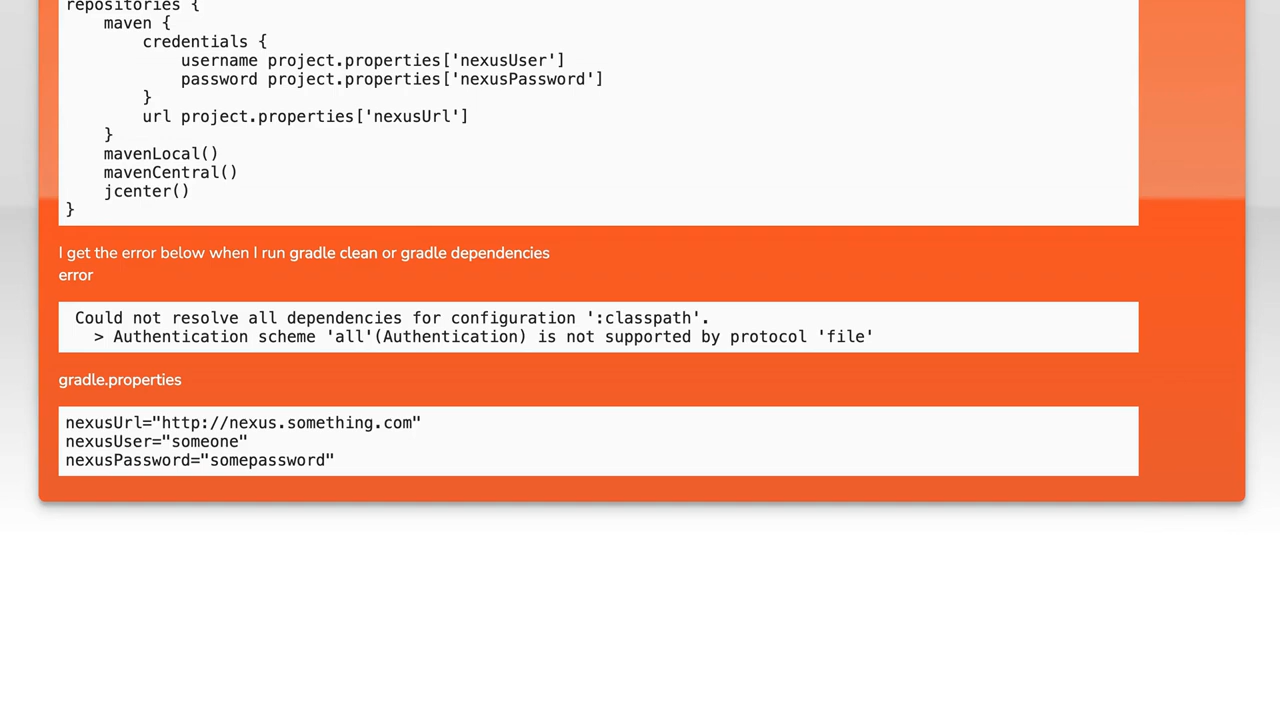 repositories {
    maven {
        credentials {
            username project.properties['nexusUser']
            password project.properties['nexusPassword']
        }
        url project.properties['nexusUrl']
    }
    mavenLocal()
    mavenCentral()
    jcenter()
}
I get the error below when I run gradle clean or gradle dependencies
error
 Could not resolve all dependencies for configuration ':classpath'.
   > Authentication scheme 'all'(Authentication) is not supported by protocol 'file'
gradle.properties
nexusUrl="http://nexus.something.com"
nexusUser="someone"
nexusPassword="somepassword"